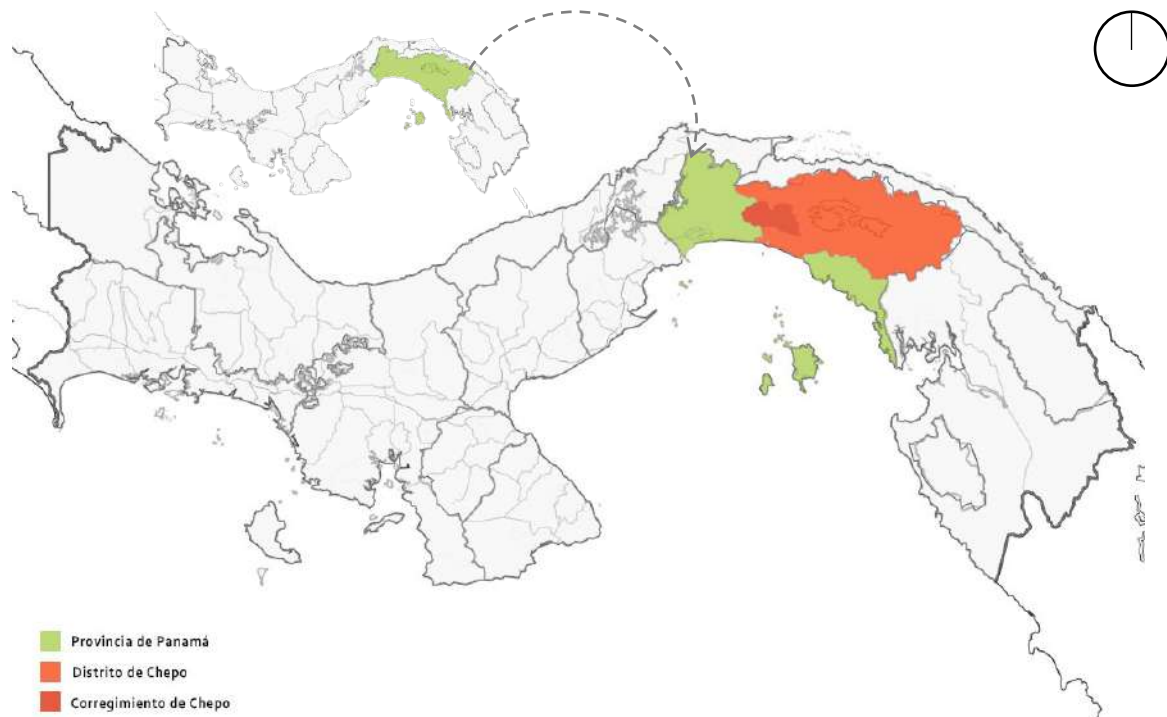 Provincia de Panamá
Distrito de Chepo
Corregimiento de Chepo